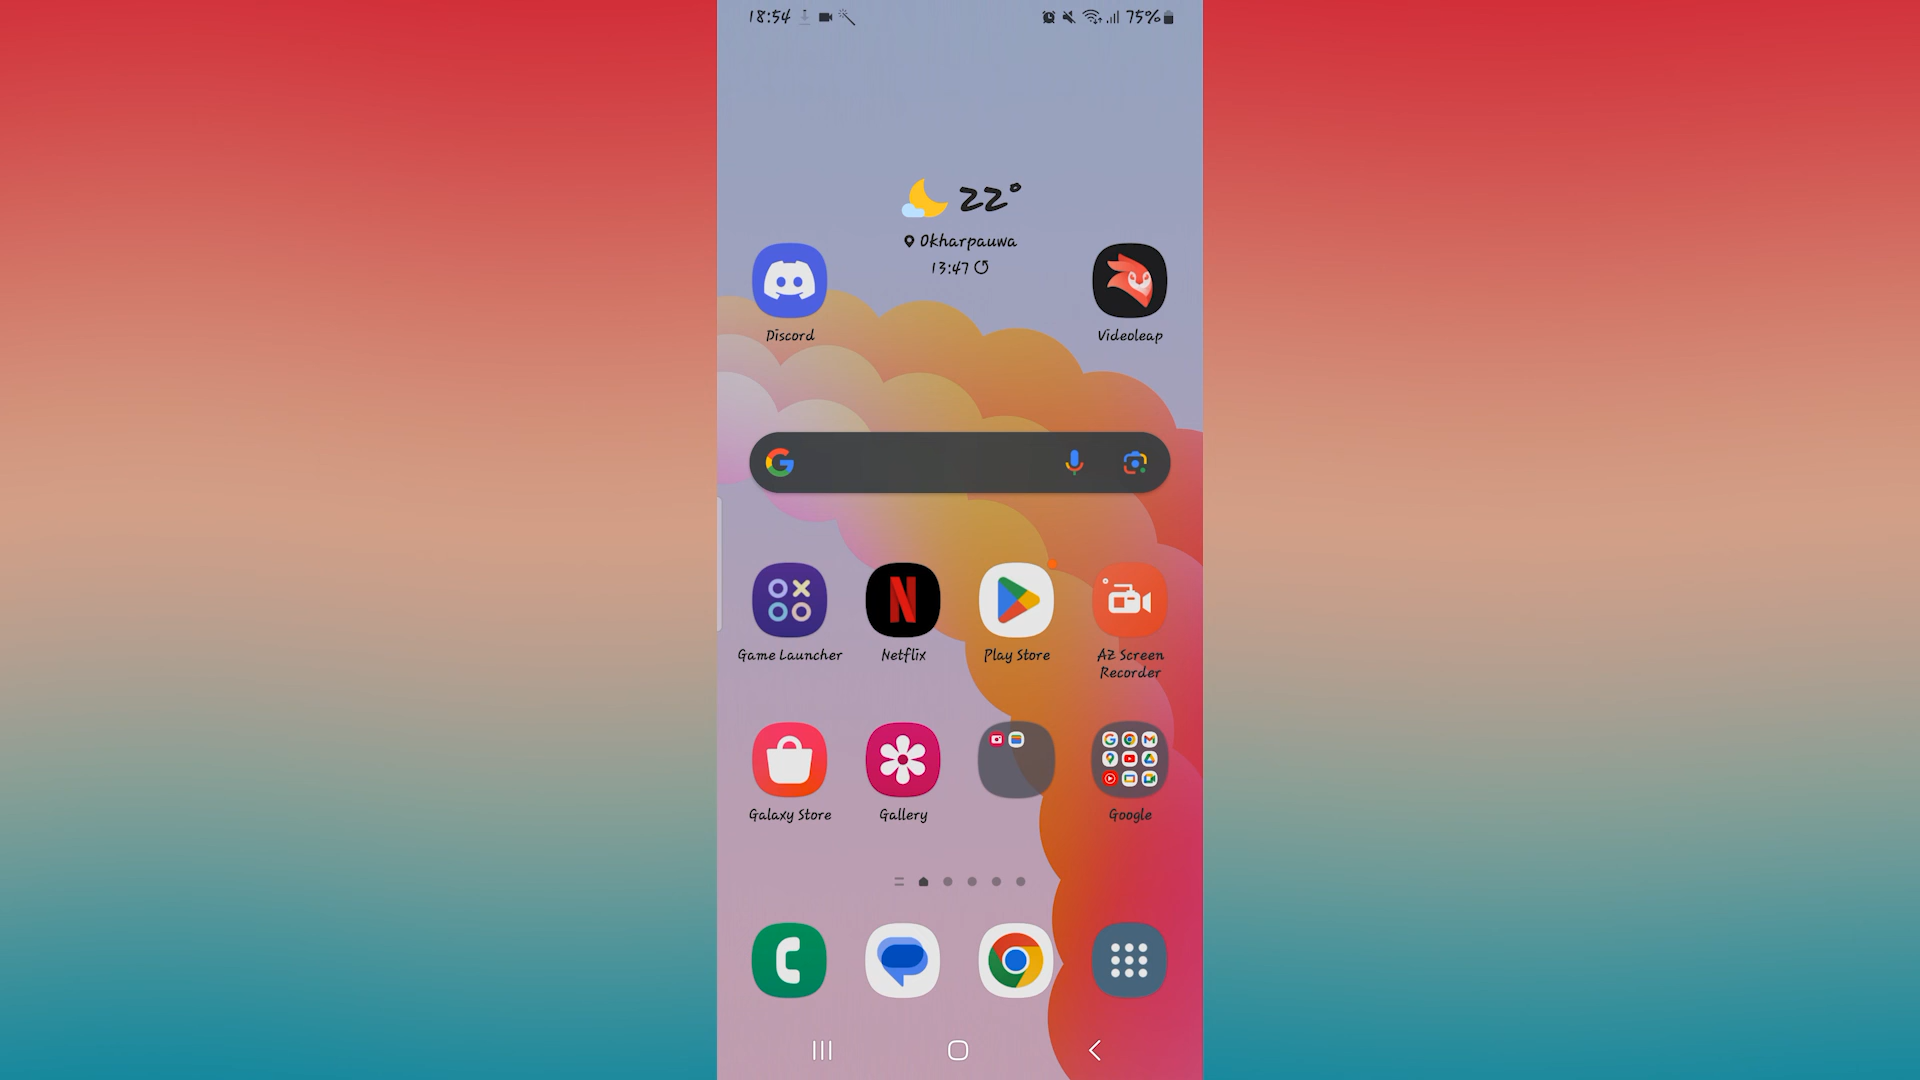 18:54
75%
22°
Okharpauwa
13:47
Discord
Videoleap
Game Launcher
Netflix
Play Store
AZ Screen
Recorder
Galaxy Store
Gallery
Google